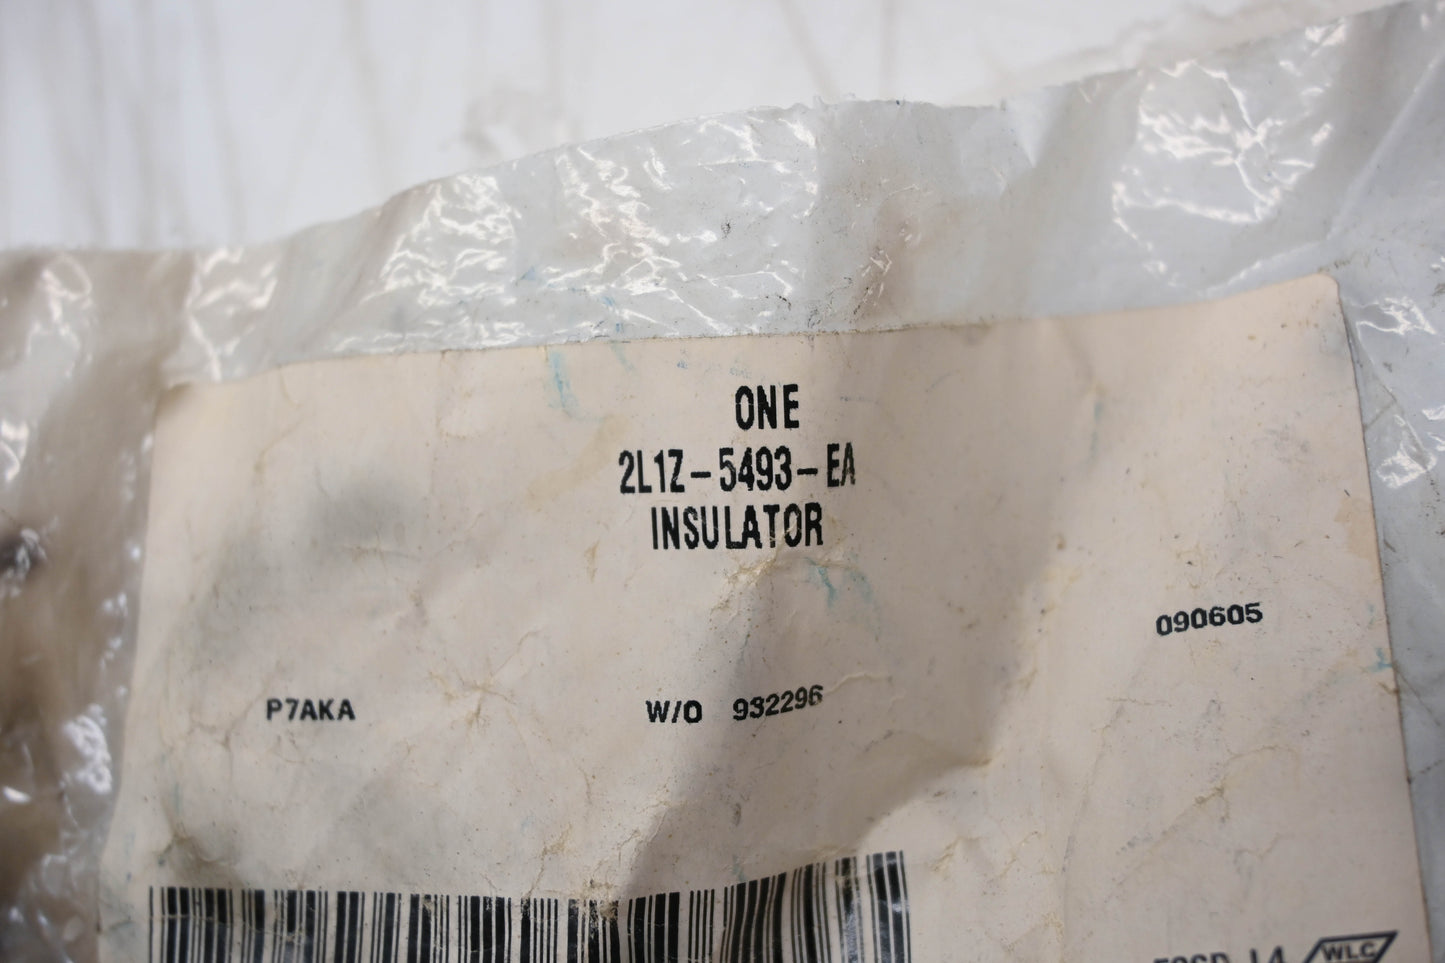 ONE
2L1Z-5493-EA
INSULATOR
090605
P7AKA W/O 932296
WLC